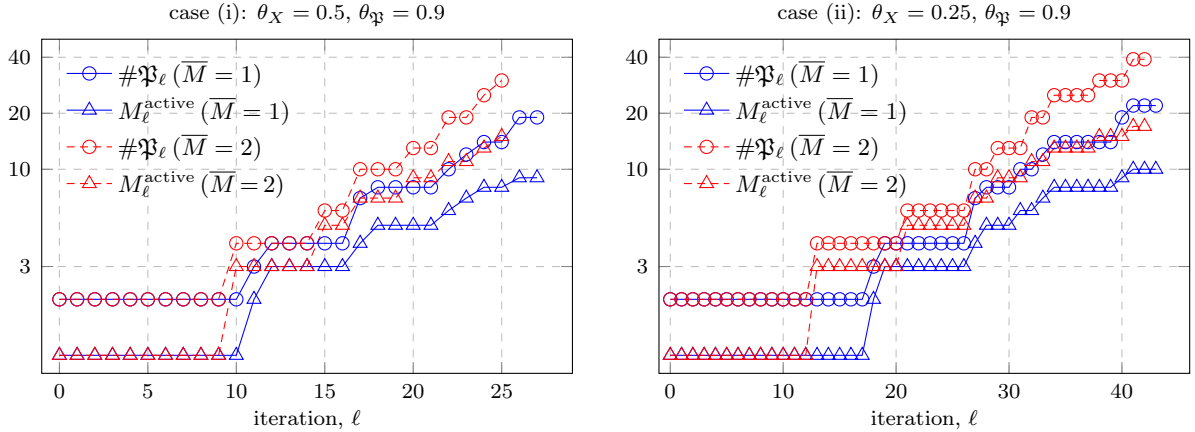 case (i): θ_X = 0.5, θ_𝔓 = 0.9
40
20
10
3
#𝔓_ℓ (M̅ = 1)
M_ℓ^active (M̅ = 1)
#𝔓_ℓ (M̅ = 2)
M_ℓ^active (M̅ = 2)
0 5 10 15 20 25
iteration, ℓ
case (ii): θ_X = 0.25, θ_𝔓 = 0.9
40
20
10
3
#𝔓_ℓ (M̅ = 1)
M_ℓ^active (M̅ = 1)
#𝔓_ℓ (M̅ = 2)
M_ℓ^active (M̅ = 2)
0 10 20 30 40
iteration, ℓ